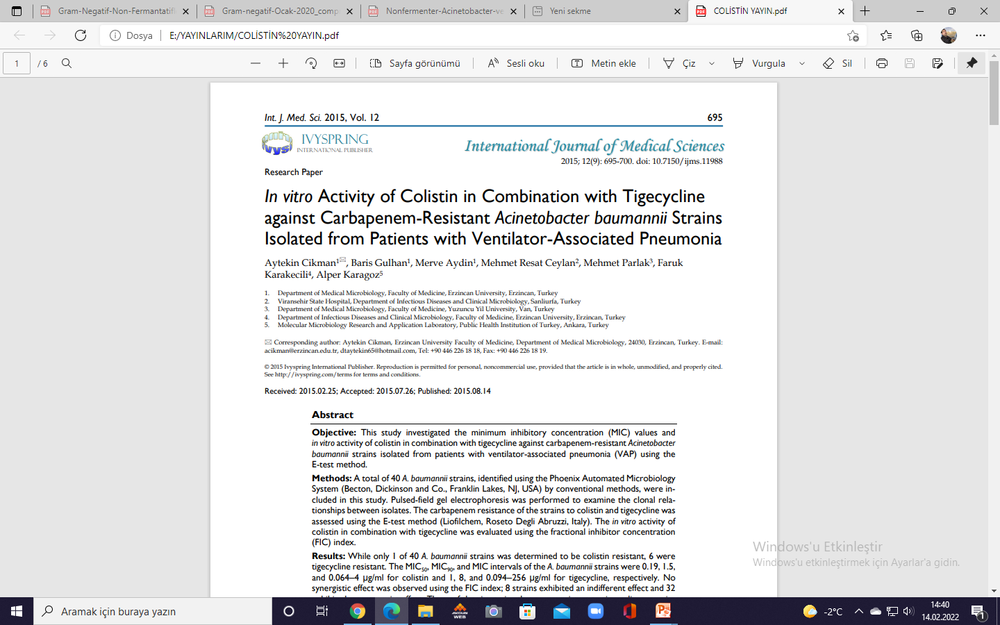 Gram-Negatif-Non-Fermantatif
Gram-negatif-Ocak-2020_comp
Nonfermenter-Acinetobacter-ve
Yeni sekme
COLİSTİN YAYIN.pdf
Dosya
E:/YAYINLARIM/COLİSTİN%20YAYIN.pdf
1 / 6
Sayfa görünümü
Sesli oku
Metin ekle
Çiz
Vurgula
Sil
Int. J. Med. Sci. 2015, Vol. 12 695
IVYSPRING
INTERNATIONAL PUBLISHER
International Journal of Medical Sciences
2015; 12(9): 695-700. doi: 10.7150/ijms.11988
Research Paper
In vitro Activity of Colistin in Combination with Tigecycline
against Carbapenem-Resistant Acinetobacter baumannii Strains
Isolated from Patients with Ventilator-Associated Pneumonia
Aytekin Cikman1✉, Baris Gulhan1, Merve Aydin1, Mehmet Resat Ceylan2, Mehmet Parlak3, Faruk
Karakecili4, Alper Karagoz5
1. Department of Medical Microbiology, Faculty of Medicine, Erzincan University, Erzincan, Turkey
2. Viransehir State Hospital, Department of Infectious Diseases and Clinical Microbiology, Sanliurfa, Turkey
3. Department of Medical Microbiology, Faculty of Medicine, Yuzuncu Yil University, Van, Turkey
4. Department of Infectious Diseases and Clinical Microbiology, Faculty of Medicine, Erzincan University, Erzincan, Turkey
5. Molecular Microbiology Research and Application Laboratory, Public Health Institution of Turkey, Ankara, Turkey
✉ Corresponding author: Aytekin Cikman, Erzincan University Faculty of Medicine, Department of Medical Microbiology, 24030, Erzincan, Turkey. E-mail:
acikman@erzincan.edu.tr, dtaytekin65@hotmail.com, Tel: +90 446 226 18 18, Fax: +90 446 226 18 19.
© 2015 Ivyspring International Publisher. Reproduction is permitted for personal, noncommercial use, provided that the article is in whole, unmodified, and properly cited.
See http://ivyspring.com/terms for terms and conditions.
Received: 2015.02.25; Accepted: 2015.07.26; Published: 2015.08.14
Abstract
Objective: This study investigated the minimum inhibitory concentration (MIC) values and
in vitro activity of colistin in combination with tigecycline against carbapenem-resistant Acinetobacter
baumannii strains isolated from patients with ventilator-associated pneumonia (VAP) using the
E-test method.
Methods: A total of 40 A. baumannii strains, identified using the Phoenix Automated Microbiology
System (Becton, Dickinson and Co., Franklin Lakes, NJ, USA) by conventional methods, were in-
cluded in this study. Pulsed-field gel electrophoresis was performed to examine the clonal rela-
tionships between isolates. The carbapenem resistance of the strains to colistin and tigecycline was
assessed using the E-test method (Liofilchem, Roseto Degli Abruzzi, Italy). The in vitro activity of
colistin in combination with tigecycline was evaluated using the fractional inhibitor concentration
(FIC) index.
Results: While only 1 of 40 A. baumannii strains was determined to be colistin resistant, 6 were
tigecycline resistant. The MIC50, MIC90, and MIC intervals of the A. baumannii strains were 0.19, 1.5,
and 0.064–4 µg/ml for colistin and 1, 8, and 0.094–256 µg/ml for tigecycline, respectively. No
synergistic effect was observed using the FIC index; 8 strains exhibited an indifferent effect and 32
Windows'u Etkinleştir
Windows'u etkinleştirmek için Ayarlar'a gidin.
Aramak için buraya yazın
AKGUN
WEB
-2°C
14:40
14.02.2022
1